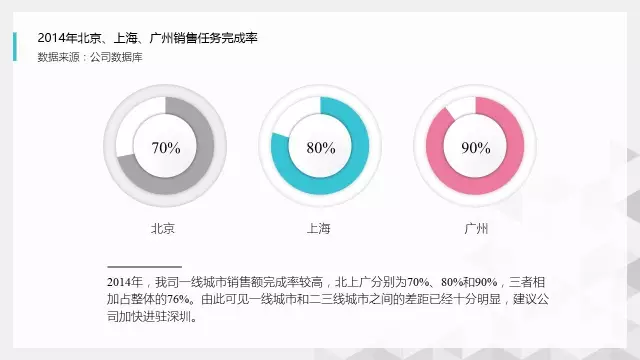 2014年北京、上海、广州销售任务完成率
数据来源：公司数据库
70%
80%
90%
北京
上海
广州
2014年，我司一线城市销售额完成率较高，北上广分别为70%、80%和90%，三者相
加占整体的76%。由此可见一线城市和二三线城市之间的差距已经十分明显，建议公
司加快进驻深圳。